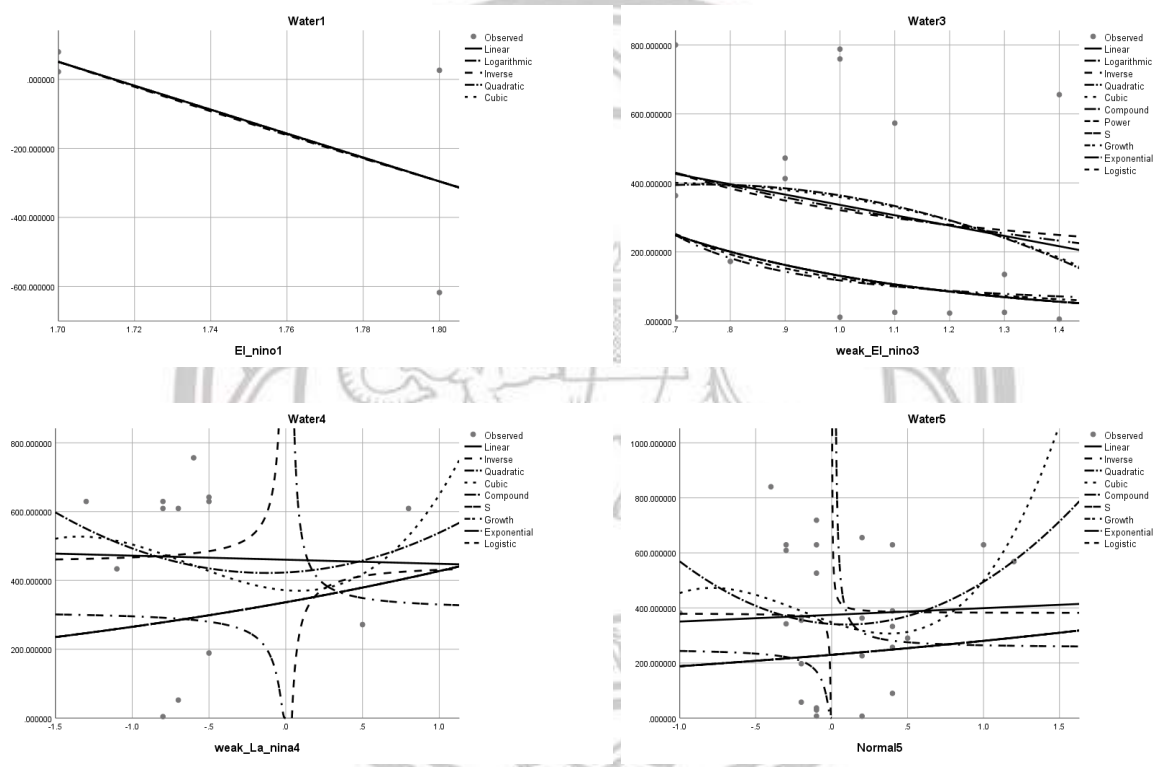 Water1
.000000
-200.000000
-400.000000
-600.000000
1.70
1.72
1.74
1.76
1.78
1.80
El_nino1
Observed
Linear
Logarithmic
Inverse
Quadratic
Cubic
Water3
800.000000
600.000000
400.000000
200.000000
.000000
.7
.8
.9
1.0
1.1
1.2
1.3
1.4
weak_El_nino3
Observed
Linear
Logarithmic
Inverse
Quadratic
Cubic
Compound
Power
S
Growth
Exponential
Logistic
Water4
800.000000
600.000000
400.000000
200.000000
.000000
-1.5
-1.0
-.5
.0
.5
1.0
weak_La_nina4
Observed
Linear
Inverse
Quadratic
Cubic
Compound
S
Growth
Exponential
Logistic
Water5
1000.000000
800.000000
600.000000
400.000000
200.000000
.000000
-1.0
-.5
.0
.5
1.0
1.5
Normal5
Observed
Linear
Inverse
Quadratic
Cubic
Compound
S
Growth
Exponential
Logistic